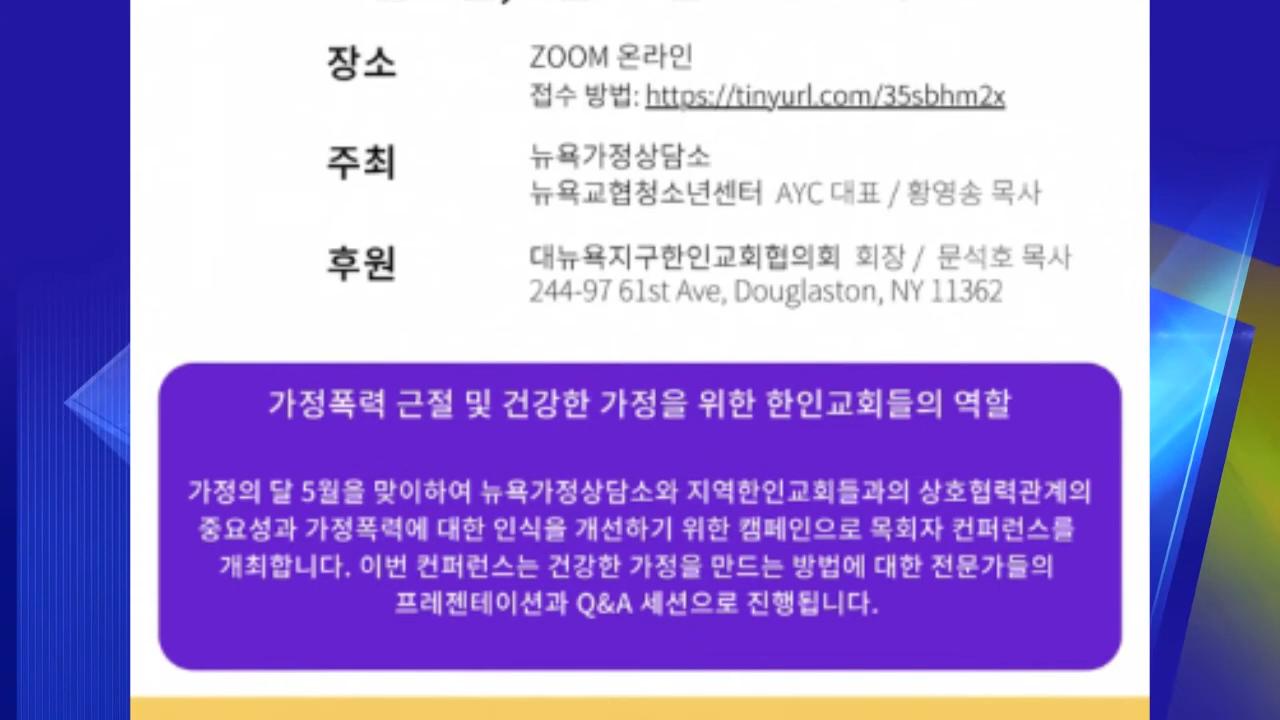 장소
ZOOM 온라인
접수 방법: https://tinyurl.com/35sbhm2x
주최
뉴욕가정상담소
뉴욕교협청소년센터 AYC 대표 / 황영송 목사
후원
대뉴욕지구한인교회협의회 회장 / 문석호 목사
244-97 61st Ave, Douglaston, NY 11362
가정폭력 근절 및 건강한 가정을 위한 한인교회들의 역할
가정의 달 5월을 맞이하여 뉴욕가정상담소와 지역한인교회들과의 상호협력관계의
중요성과 가정폭력에 대한 인식을 개선하기 위한 캠페인으로 목회자 컨퍼런스를
개최합니다. 이번 컨퍼런스는 건강한 가정을 만드는 방법에 대한 전문가들의
프레젠테이션과 Q&A 세션으로 진행됩니다.